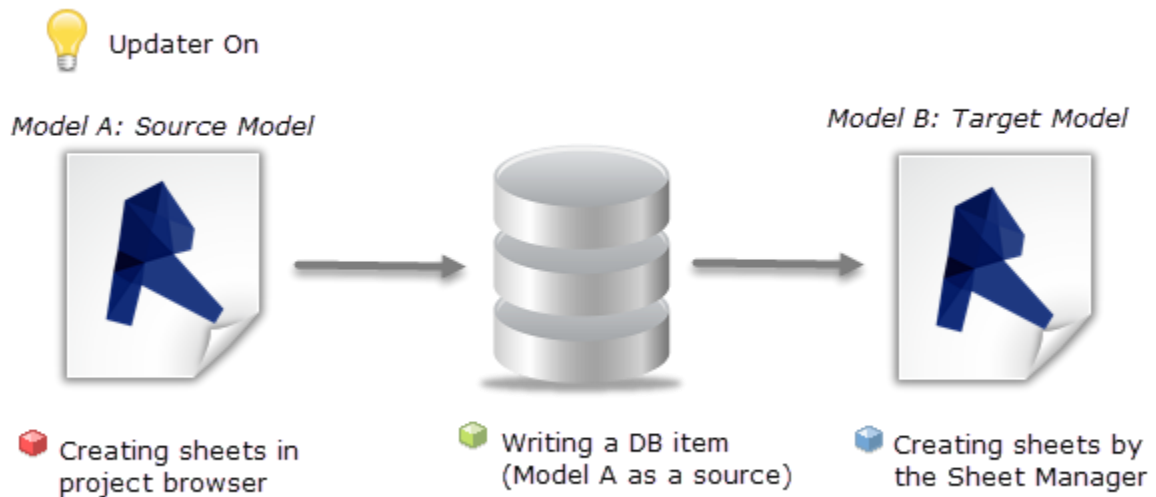 Updater On
Model A: Source Model
Model B: Target Model
Creating sheets in
project browser
Writing a DB item
(Model A as a source)
Creating sheets by
the Sheet Manager